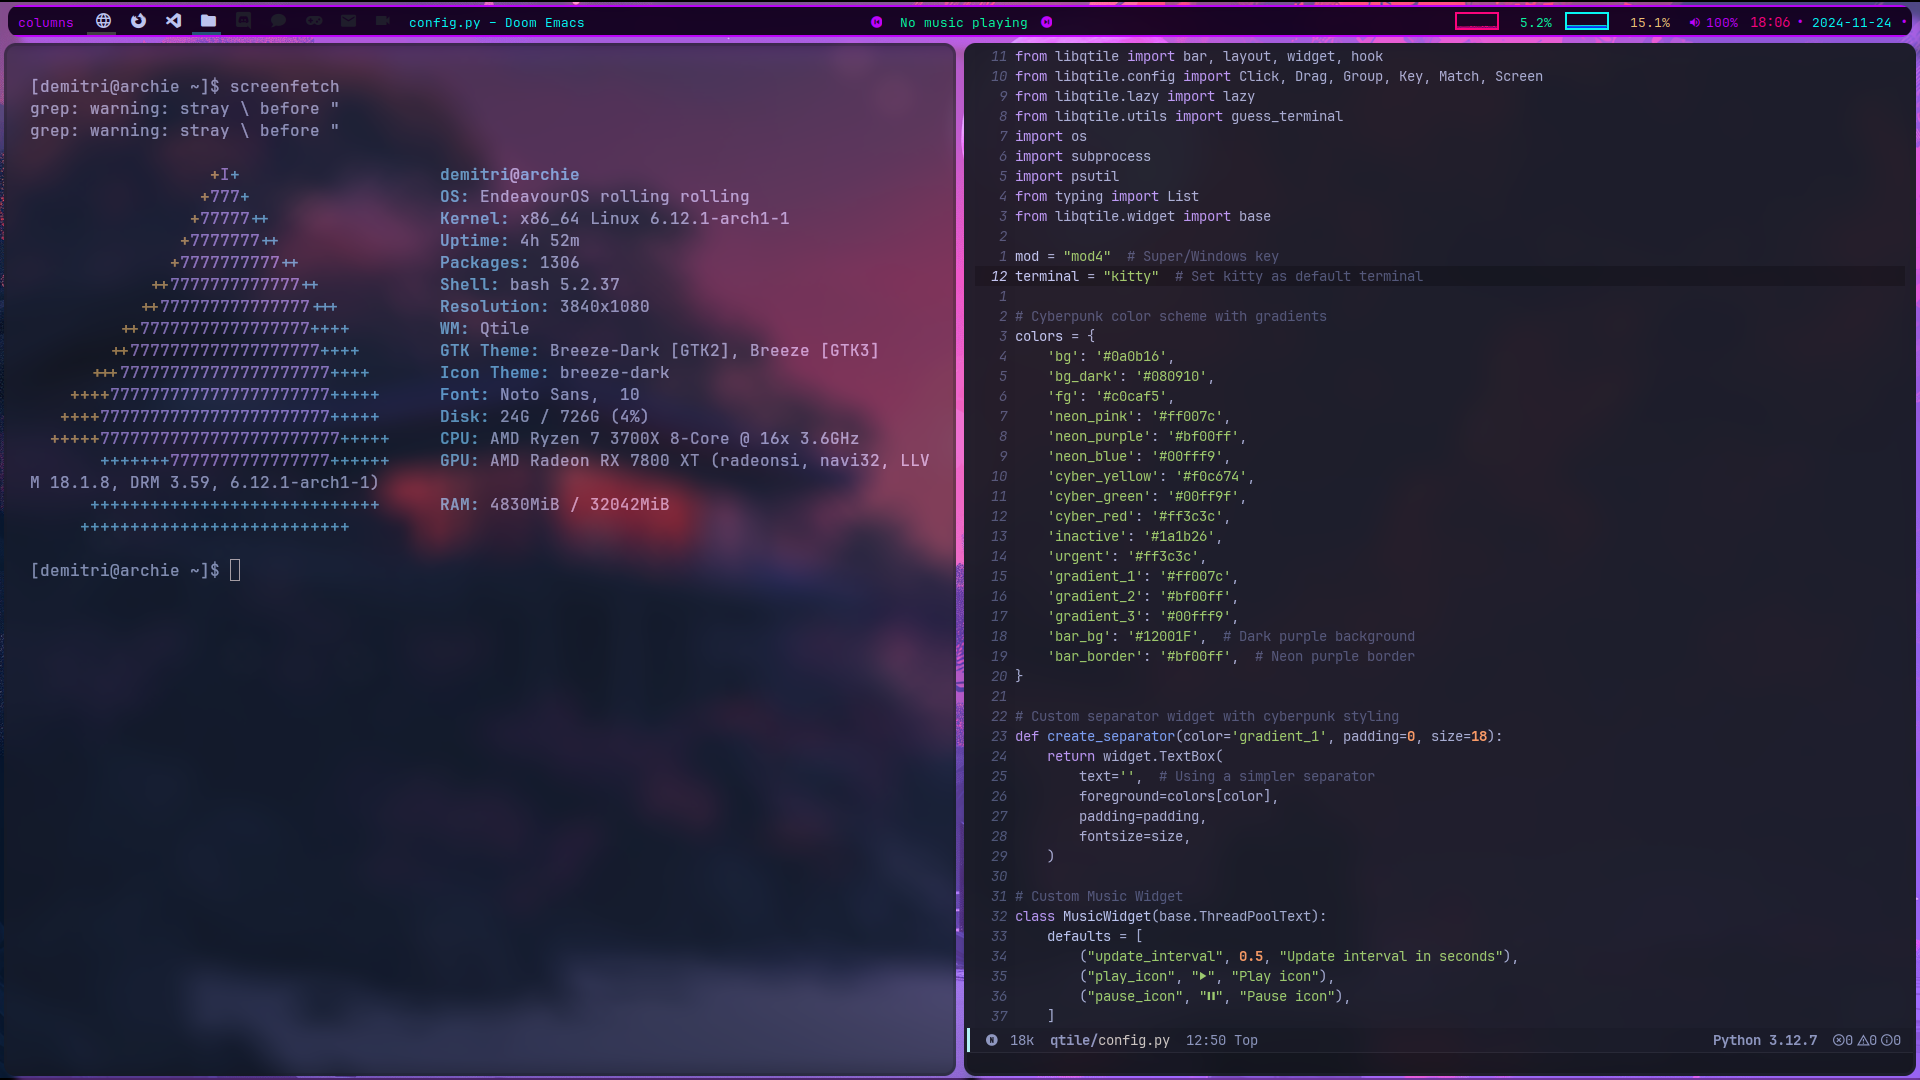 columns
config.py - Doom Emacs
No music playing
5.2%
15.1%
100%
18:06
2024-11-24
[demitri@archie ~]$ screenfetch
grep: warning: stray \ before "
grep: warning: stray \ before "
+I+
+777+
+77777++
+7777777++
+7777777777++
++7777777777777++
++777777777777777+++
++77777777777777777++++
++7777777777777777777++++
+++777777777777777777777++++
++++7777777777777777777777+++++
++++77777777777777777777777+++++
+++++777777777777777777777777+++++
+++++++7777777777777777++++++
demitri@archie
OS: EndeavourOS rolling rolling
Kernel: x86_64 Linux 6.12.1-arch1-1
Uptime: 4h 52m
Packages: 1306
Shell: bash 5.2.37
Resolution: 3840x1080
WM: Qtile
GTK Theme: Breeze-Dark [GTK2], Breeze [GTK3]
Icon Theme: breeze-dark
Font: Noto Sans,  10
Disk: 24G / 726G (4%)
CPU: AMD Ryzen 7 3700X 8-Core @ 16x 3.6GHz
GPU: AMD Radeon RX 7800 XT (radeonsi, navi32, LLV
M 18.1.8, DRM 3.59, 6.12.1-arch1-1)
+++++++++++++++++++++++++++++
RAM: 4830MiB / 32042MiB
+++++++++++++++++++++++++++
[demitri@archie ~]$
11 from libqtile import bar, layout, widget, hook
10 from libqtile.config import Click, Drag, Group, Key, Match, Screen
9 from libqtile.lazy import lazy
8 from libqtile.utils import guess_terminal
7 import os
6 import subprocess
5 import psutil
4 from typing import List
3 from libqtile.widget import base
2
1 mod = "mod4"  # Super/Windows key
12 terminal = "kitty"  # Set kitty as default terminal
1
2 # Cyberpunk color scheme with gradients
3 colors = {
4     'bg': '#0a0b16',
5     'bg_dark': '#080910',
6     'fg': '#c0caf5',
7     'neon_pink': '#ff007c',
8     'neon_purple': '#bf00ff',
9     'neon_blue': '#00fff9',
10     'cyber_yellow': '#f0c674',
11     'cyber_green': '#00ff9f',
12     'cyber_red': '#ff3c3c',
13     'inactive': '#1a1b26',
14     'urgent': '#ff3c3c',
15     'gradient_1': '#ff007c',
16     'gradient_2': '#bf00ff',
17     'gradient_3': '#00fff9',
18     'bar_bg': '#12001F',  # Dark purple background
19     'bar_border': '#bf00ff',  # Neon purple border
20 }
21
22 # Custom separator widget with cyberpunk styling
23 def create_separator(color='gradient_1', padding=0, size=18):
24     return widget.TextBox(
25         text='',  # Using a simpler separator
26         foreground=colors[color],
27         padding=padding,
28         fontsize=size,
29     )
30
31 # Custom Music Widget
32 class MusicWidget(base.ThreadPoolText):
33     defaults = [
34         ("update_interval", 0.5, "Update interval in seconds"),
35         ("play_icon", "▶", "Play icon"),
36         ("pause_icon", "⏸", "Pause icon"),
37     ]
N 18k qtile/config.py 12:50 Top
Python 3.12.7 0 0 0